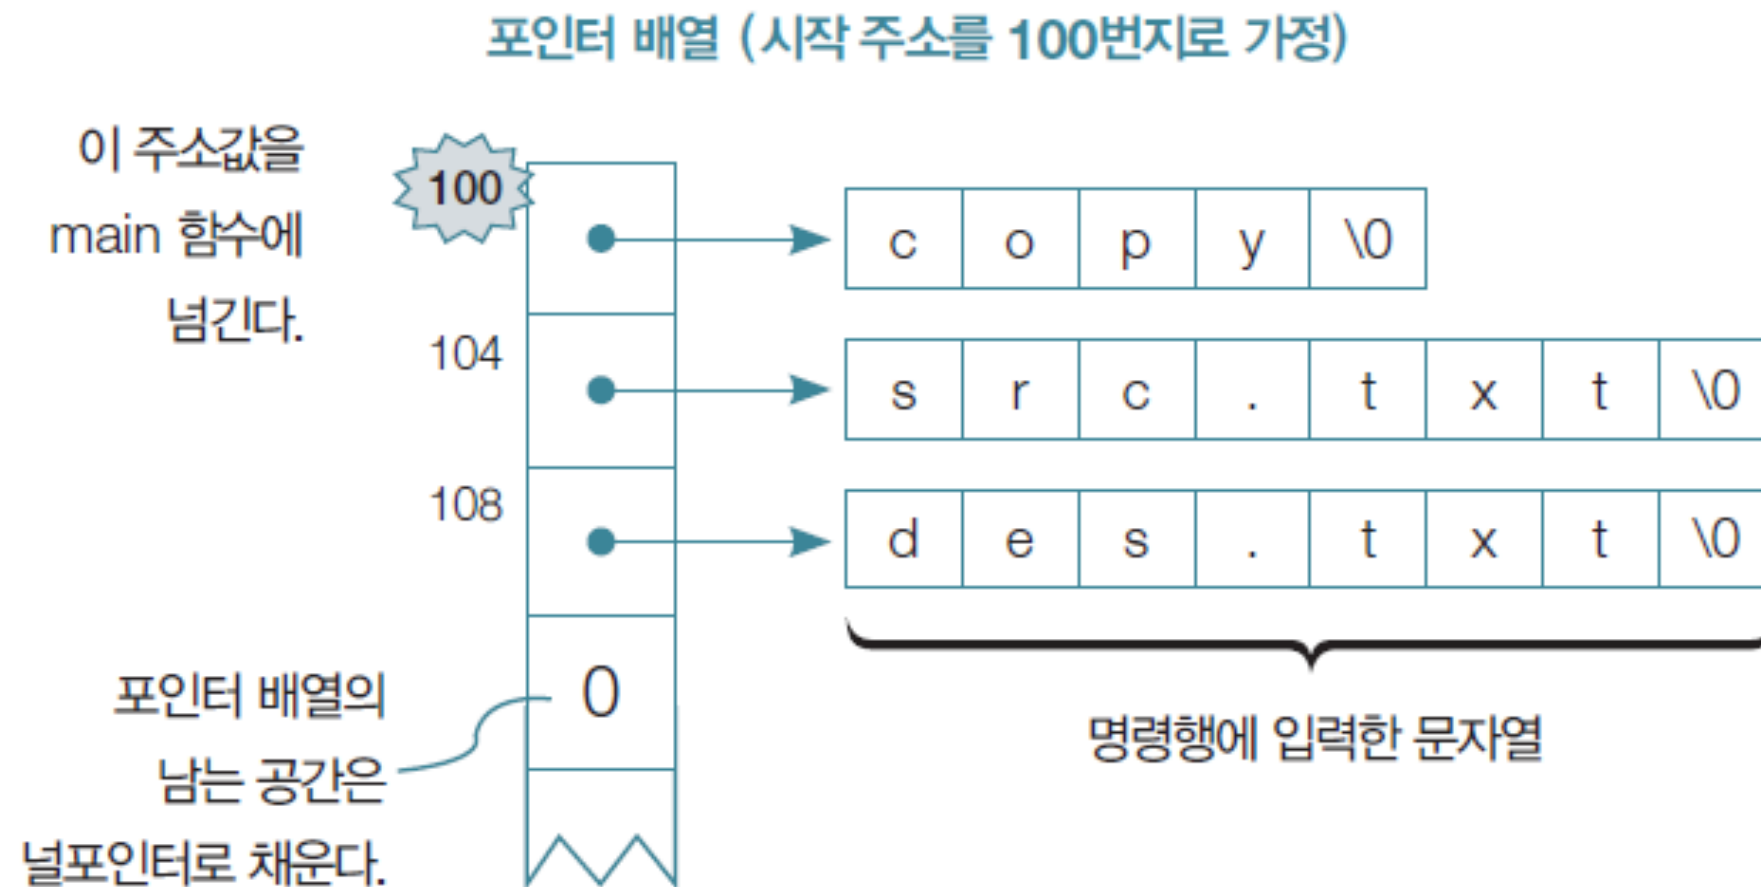 포인터 배열 (시작 주소를 100번지로 가정)
이 주소값을
main 함수에
넘긴다.
100
c o p y \0
104
s r c . t x t \0
108
d e s . t x t \0
0
포인터 배열의
남는 공간은
널포인터로 채운다.
명령행에 입력한 문자열